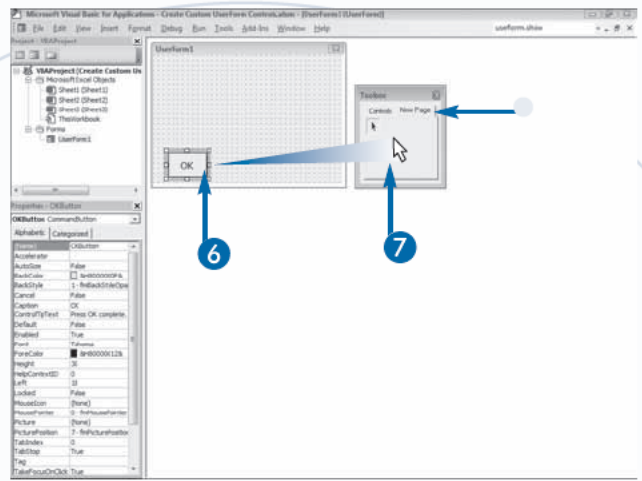 Microsoft Visual Basic for Applications - Create Custom UserForm Controls.xlsm - [UserForm1 (UserForm)]
File Edit View Insert Format Debug Run Tools Add-Ins Window Help
userform.show
Project - VBAProject
VBAProject (Create Custom Us
Microsoft Excel Objects
Sheet1 (Sheet1)
Sheet2 (Sheet2)
Sheet3 (Sheet3)
ThisWorkbook
Forms
UserForm1
Userform1
OK
Toolbox
Controls New Page
6
7
Properties - OKButton
OKButton CommandButton
Alphabetic Categorized
(Name) OKButton
Accelerator
AutoSize False
BackColor &H8000000F&
BackStyle 1 - fmBackStyleOpa
Cancel False
Caption OK
ControlTipText Press OK complete.
Default False
Enabled True
Font Tahoma
ForeColor &H80000012&
Height
HelpContextID 0
Left
Locked False
MouseIcon (None)
MousePointer 0 - fmMousePointer
Picture (None)
PicturePosition 7 - fmPicturePosition
TabIndex 0
TabStop True
Tag
TakeFocusOnClick True